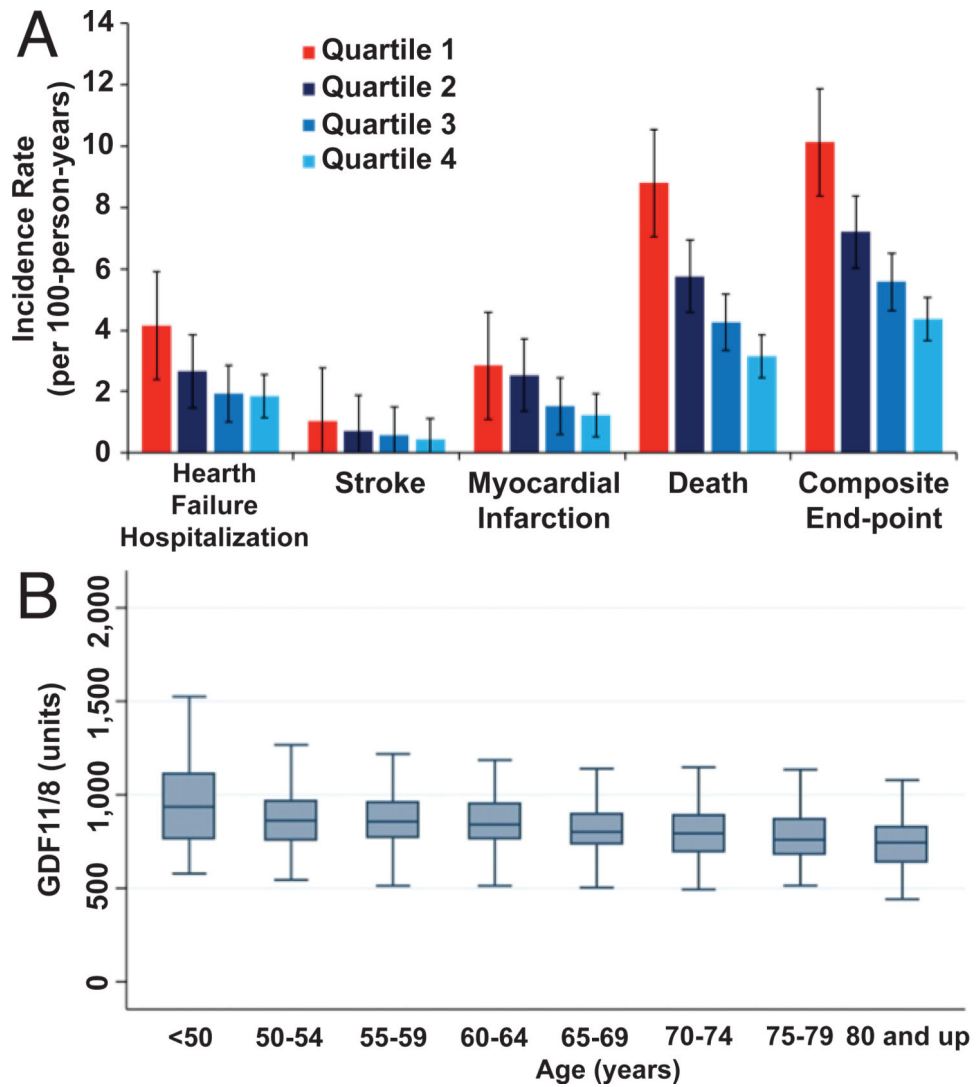 A
14
12
10
8
6
4
2
0
Incidence Rate
(per 100-person-years)
Quartile 1
Quartile 2
Quartile 3
Quartile 4
Hearth
Failure
Hospitalization
Stroke
Myocardial
Infarction
Death
Composite
End-point
B
2,000
1,500
1,000
500
0
GDF11/8 (units)
<50 50-54 55-59 60-64 65-69 70-74 75-79 80 and up
Age (years)